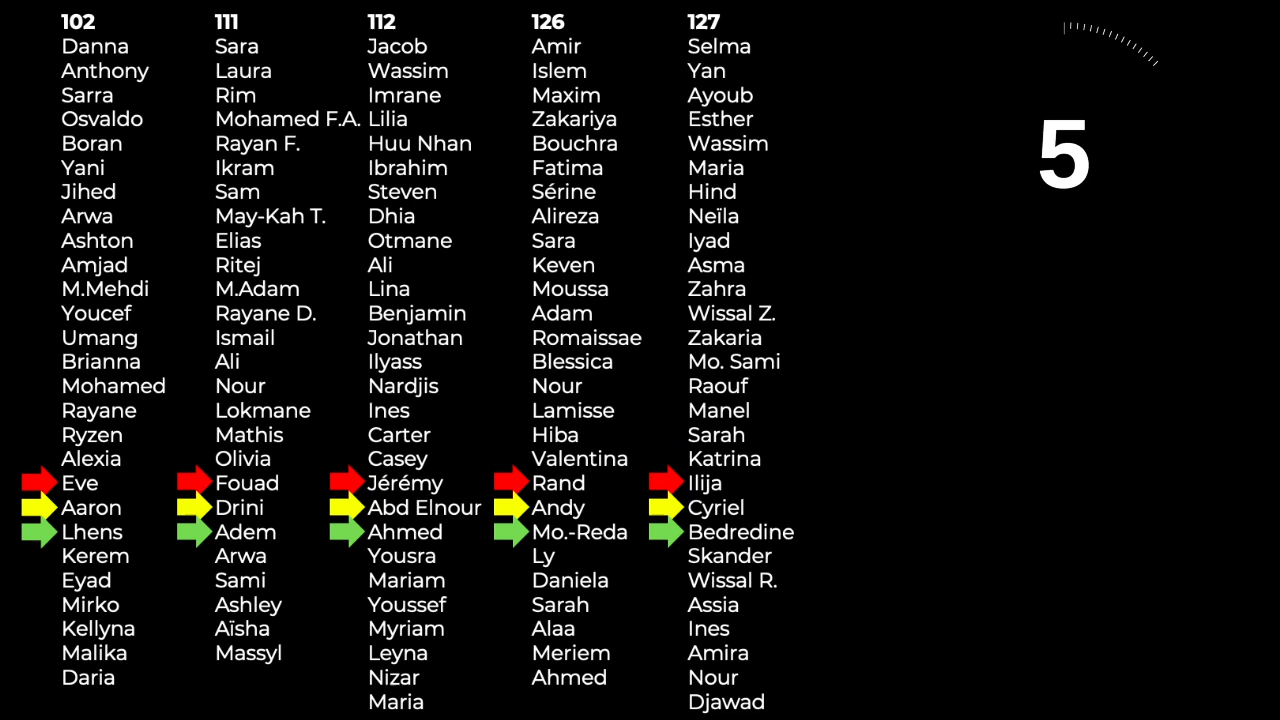 102
Danna
Anthony
Sarra
Osvaldo
Boran
Yani
Jihed
Arwa
Ashton
Amjad
M.Mehdi
Youcef
Umang
Brianna
Mohamed
Rayane
Ryzen
Alexia
Eve
Aaron
Lhens
Kerem
Eyad
Mirko
Kellyna
Malika
Daria
111
Sara
Laura
Rim
Mohamed F.A.
Rayan F.
Ikram
Sam
May-Kah T.
Elias
Ritej
M.Adam
Rayane D.
Ismail
Ali
Nour
Lokmane
Mathis
Olivia
Fouad
Drini
Adem
Arwa
Sami
Ashley
Aïsha
Massyl
112
Jacob
Wassim
Imrane
Lilia
Huu Nhan
Ibrahim
Steven
Dhia
Otmane
Ali
Lina
Benjamin
Jonathan
Ilyass
Nardjis
Ines
Carter
Casey
Jérémy
Abd Elnour
Ahmed
Yousra
Mariam
Youssef
Myriam
Leyna
Nizar
Maria
126
Amir
Islem
Maxim
Zakariya
Bouchra
Fatima
Sérine
Alireza
Sara
Keven
Moussa
Adam
Romaissae
Blessica
Nour
Lamisse
Hiba
Valentina
Rand
Andy
Mo.-Reda
Ly
Daniela
Sarah
Alaa
Meriem
Ahmed
127
Selma
Yan
Ayoub
Esther
Wassim
Maria
Hind
Neïla
Iyad
Asma
Zahra
Wissal Z.
Zakaria
Mo. Sami
Raouf
Manel
Sarah
Katrina
Ilija
Cyriel
Bedredine
Skander
Wissal R.
Assia
Ines
Amira
Nour
Djawad
5